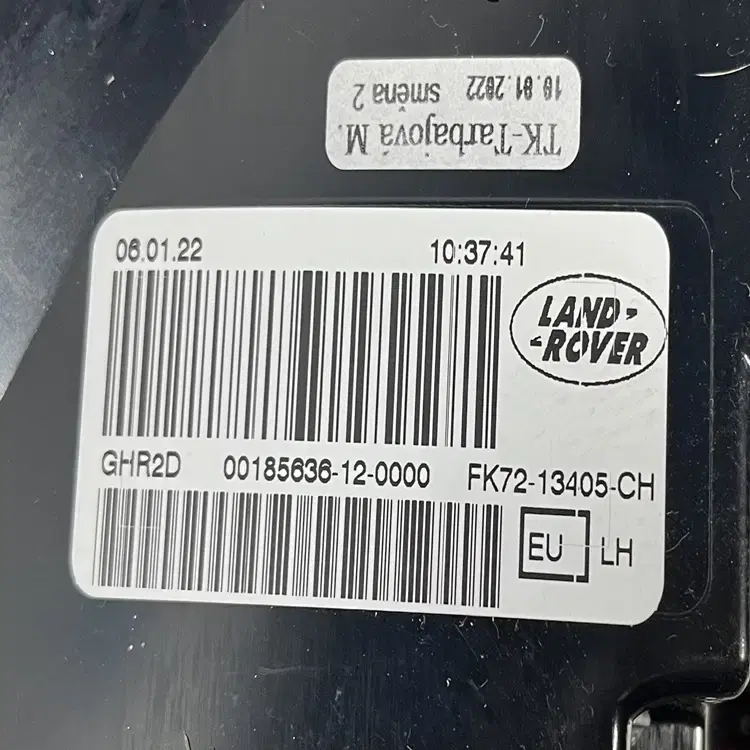 TK-Tarbajová M.
10.01.2022 směna 2
06.01.22 10:37:41
LAND-
-ROVER
GHR2D 00185636-12-0000 FK72-13405-CH
EU LH